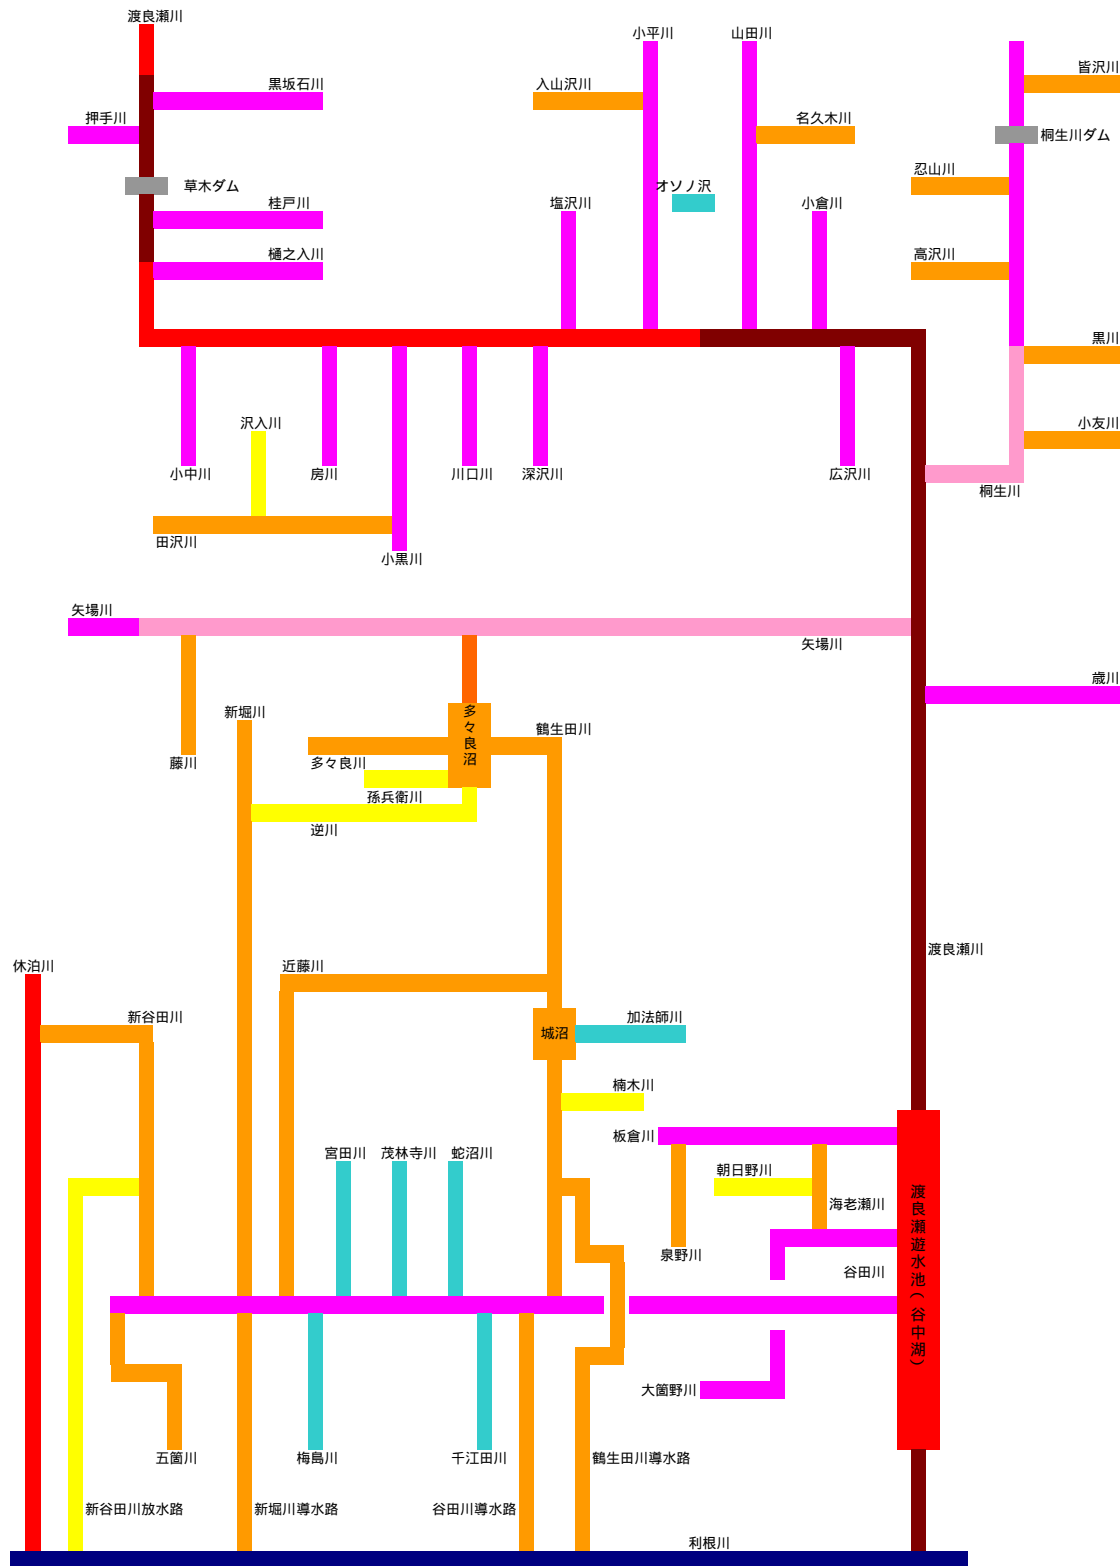 渡良瀬川
小平川
山田川
皆沢川
黒坂石川
入山沢川
押手川
名久木川
桐生川ダム
草木ダム
オソノ沢
忍山川
桂戸川
塩沢川
小倉川
樋之入川
高沢川
黒川
沢入川
小友川
小中川
房川
川口川
深沢川
広沢川
桐生川
田沢川
小黒川
矢場川
矢場川
歳川
新堀川
多々良沼
鶴生田川
藤川
多々良川
孫兵衛川
逆川
渡良瀬川
休泊川
近藤川
新谷田川
加法師川
城沼
楠木川
板倉川
宮田川
茂林寺川
蛇沼川
朝日野川
渡良瀬遊水池(谷中湖)
海老瀬川
泉野川
谷田川
大箇野川
五箇川
梅島川
千江田川
鶴生田川導水路
新谷田川放水路
新堀川導水路
谷田川導水路
利根川